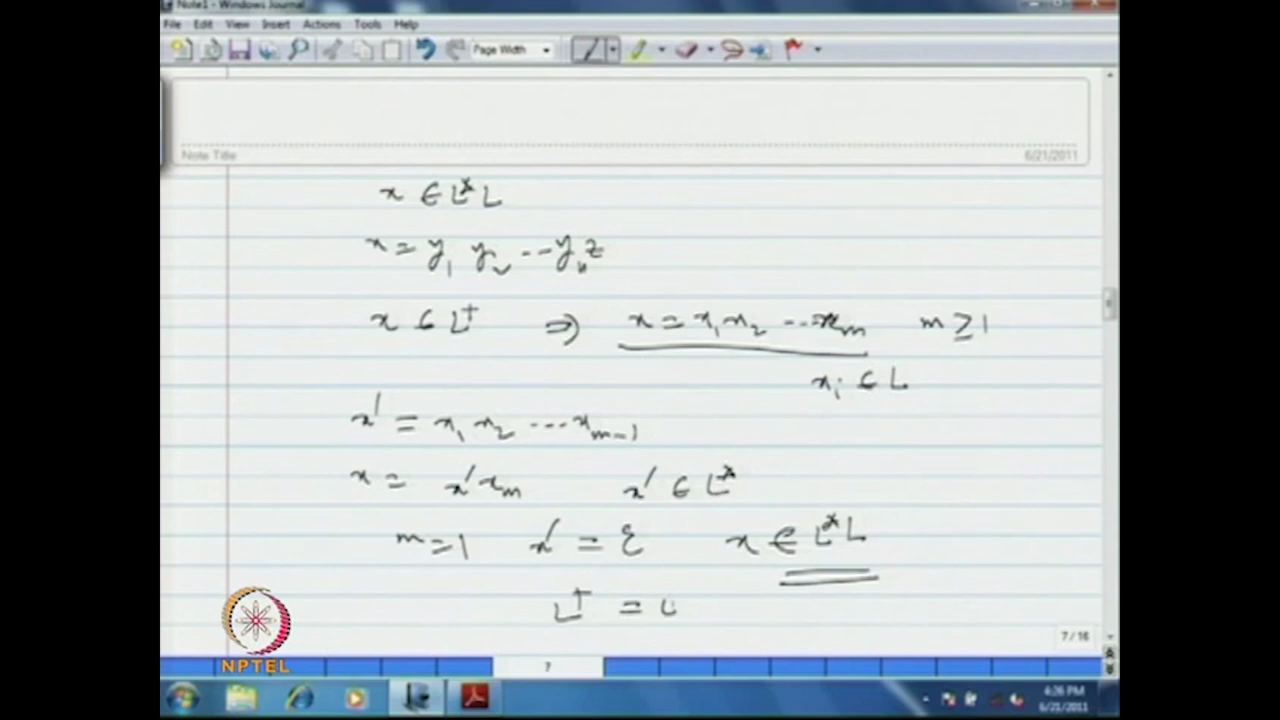 Note1 - Windows Journal
File Edit View Insert Actions Tools Help
Page Width
Note Title 6/21/2011
x ∈ L* L
x = y₁ y₂ --- yₙ z
x ∈ L⁺ ⇒ x = x₁ x₂ --- xₘ m ≥ 1
xᵢ ∈ L
x' = x₁ x₂ --- xₘ₋₁
x = x' xₘ x' ∈ L*
m = 1 x' = ε x ∈ L* L
L⁺ =
7 / 16
NPTEL
7
4:26 PM
6/21/2011